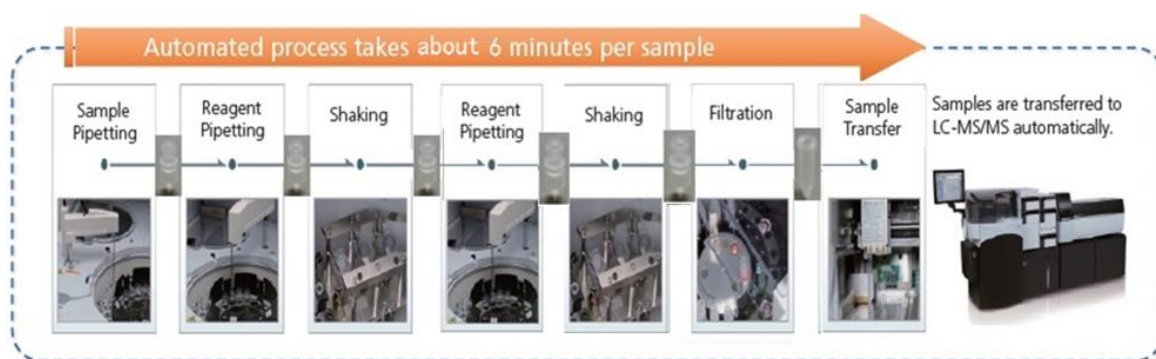 Automated process takes about 6 minutes per sample
Sample
Pipetting
Reagent
Pipetting
Shaking
Reagent
Pipetting
Shaking
Filtration
Sample
Transfer
Samples are transferred to
LC-MS/MS automatically.